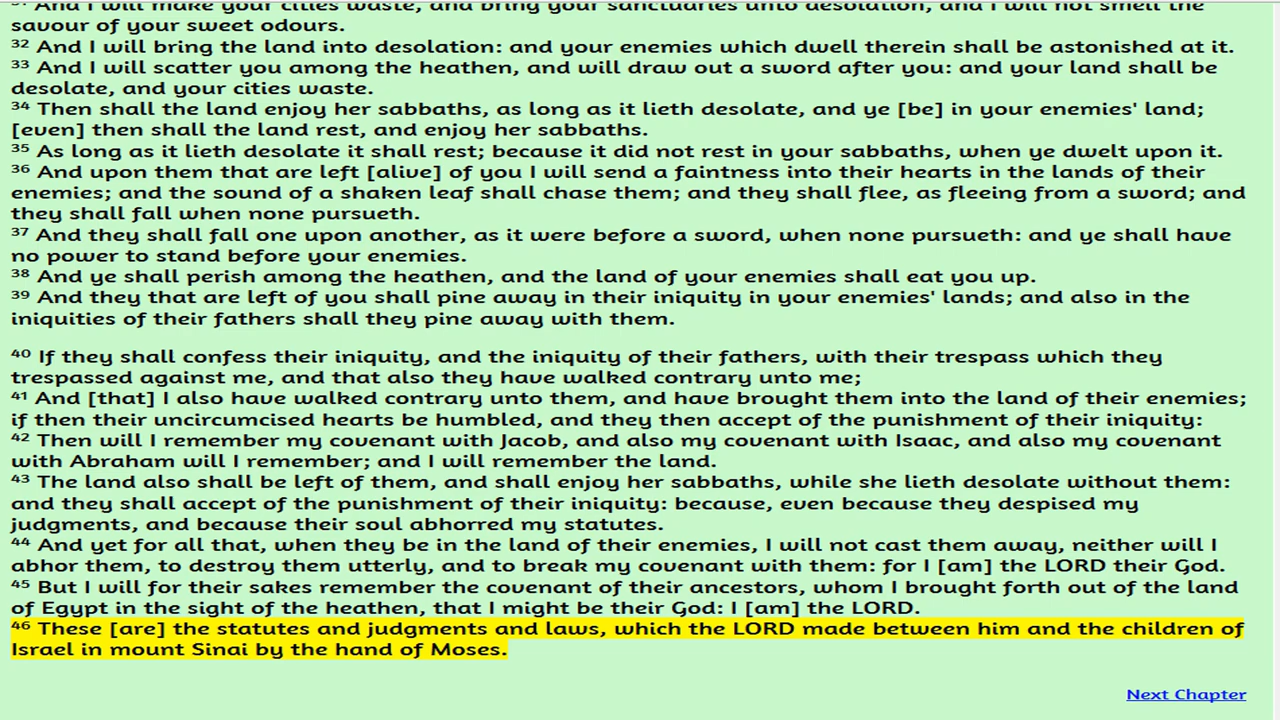 ³¹ And I will make your cities waste, and bring your sanctuaries unto desolation, and I will not smell the
savour of your sweet odours.
³² And I will bring the land into desolation: and your enemies which dwell therein shall be astonished at it.
³³ And I will scatter you among the heathen, and will draw out a sword after you: and your land shall be
desolate, and your cities waste.
³⁴ Then shall the land enjoy her sabbaths, as long as it lieth desolate, and ye [be] in your enemies' land;
[even] then shall the land rest, and enjoy her sabbaths.
³⁵ As long as it lieth desolate it shall rest; because it did not rest in your sabbaths, when ye dwelt upon it.
³⁶ And upon them that are left [alive] of you I will send a faintness into their hearts in the lands of their
enemies; and the sound of a shaken leaf shall chase them; and they shall flee, as fleeing from a sword; and
they shall fall when none pursueth.
³⁷ And they shall fall one upon another, as it were before a sword, when none pursueth: and ye shall have
no power to stand before your enemies.
³⁸ And ye shall perish among the heathen, and the land of your enemies shall eat you up.
³⁹ And they that are left of you shall pine away in their iniquity in your enemies' lands; and also in the
iniquities of their fathers shall they pine away with them.
⁴⁰ If they shall confess their iniquity, and the iniquity of their fathers, with their trespass which they
trespassed against me, and that also they have walked contrary unto me;
⁴¹ And [that] I also have walked contrary unto them, and have brought them into the land of their enemies;
if then their uncircumcised hearts be humbled, and they then accept of the punishment of their iniquity:
⁴² Then will I remember my covenant with Jacob, and also my covenant with Isaac, and also my covenant
with Abraham will I remember; and I will remember the land.
⁴³ The land also shall be left of them, and shall enjoy her sabbaths, while she lieth desolate without them:
and they shall accept of the punishment of their iniquity: because, even because they despised my
judgments, and because their soul abhorred my statutes.
⁴⁴ And yet for all that, when they be in the land of their enemies, I will not cast them away, neither will I
abhor them, to destroy them utterly, and to break my covenant with them: for I [am] the LORD their God.
⁴⁵ But I will for their sakes remember the covenant of their ancestors, whom I brought forth out of the land
of Egypt in the sight of the heathen, that I might be their God: I [am] the LORD.
⁴⁶ These [are] the statutes and judgments and laws, which the LORD made between him and the children of
Israel in mount Sinai by the hand of Moses.
Next Chapter